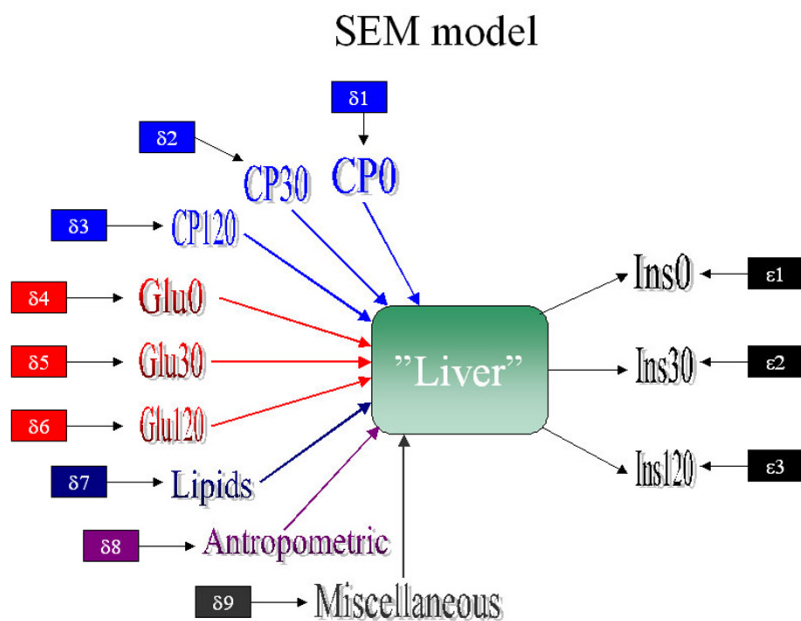 SEM model
δ1
δ2
CP30
CP0
δ3
CP120
δ4
Glu0
δ5
Glu30
δ6
Glu120
δ7
Lipids
δ8
Antropometric
δ9
Miscellaneous
”Liver”
Ins0
ε1
Ins30
ε2
Ins120
ε3